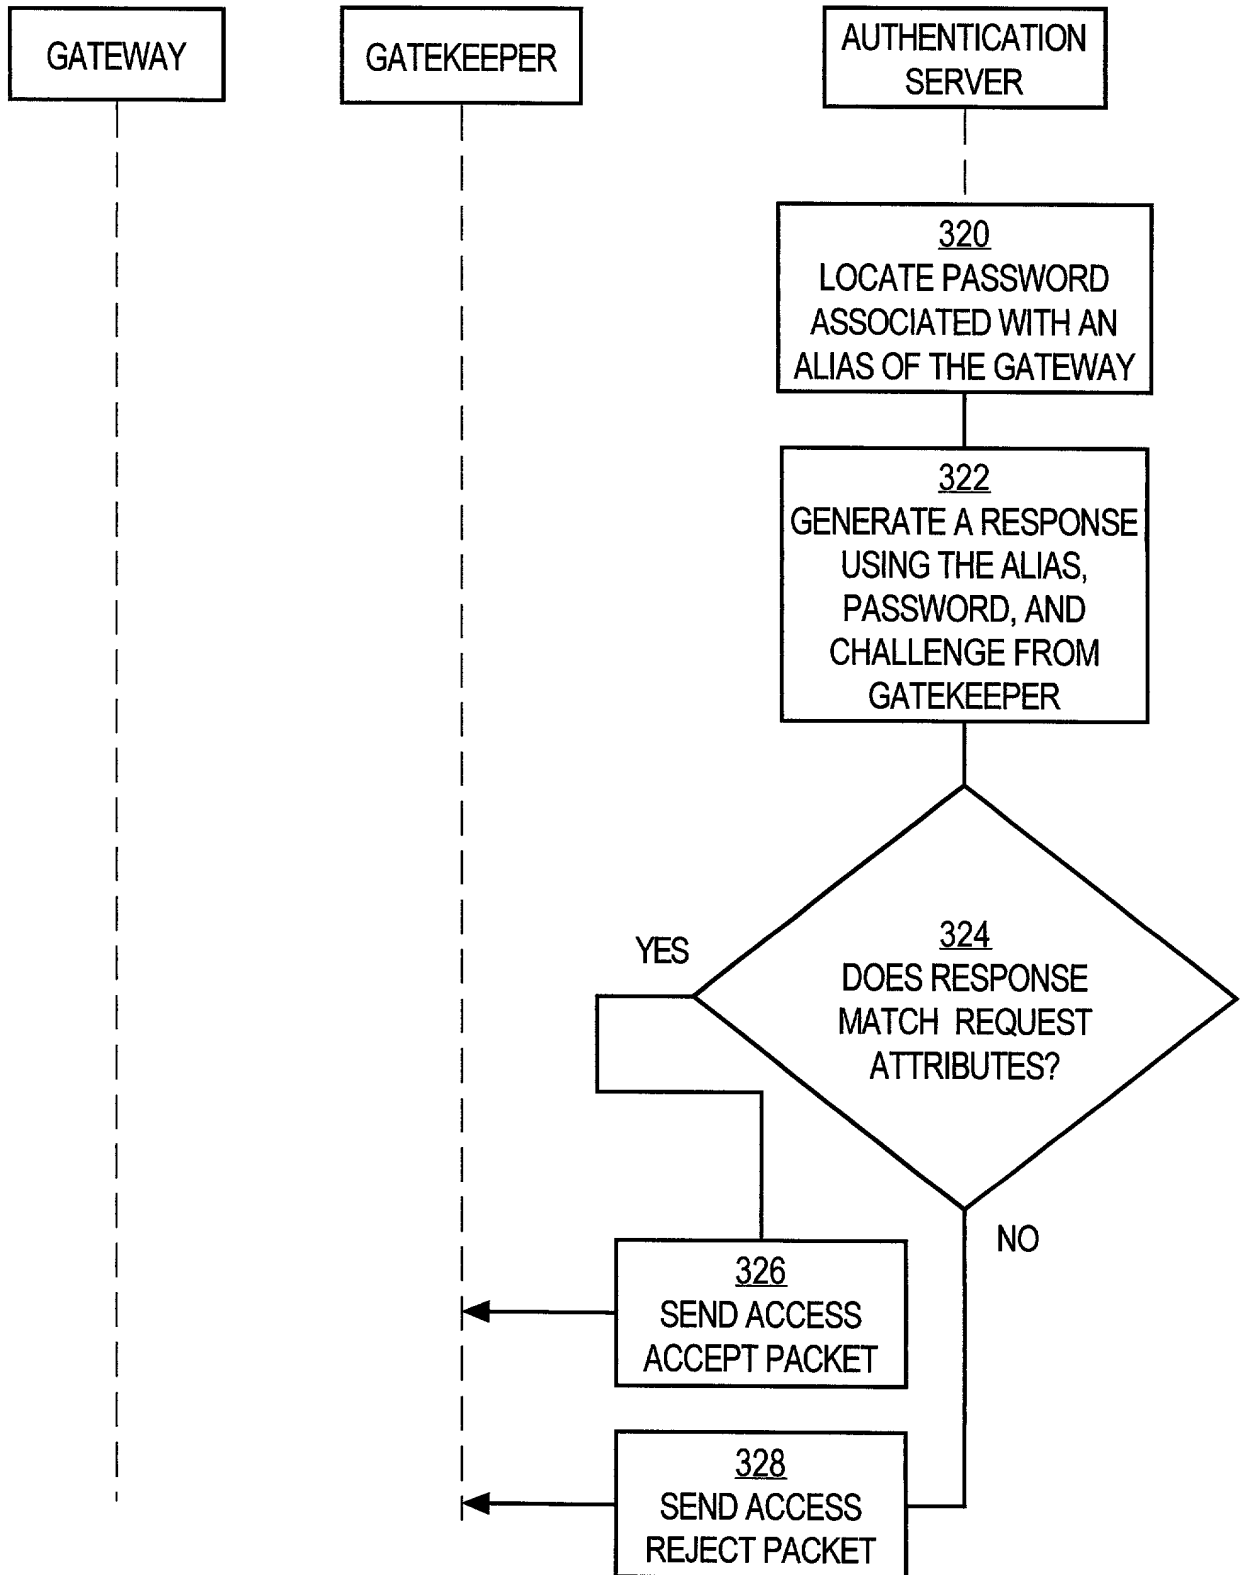 GATEWAY
GATEKEEPER
AUTHENTICATION
SERVER
320
LOCATE PASSWORD
ASSOCIATED WITH AN
ALIAS OF THE GATEWAY
322
GENERATE A RESPONSE
USING THE ALIAS,
PASSWORD, AND
CHALLENGE FROM
GATEKEEPER
YES
324
DOES RESPONSE
MATCH REQUEST
ATTRIBUTES?
NO
326
SEND ACCESS
ACCEPT PACKET
328
SEND ACCESS
REJECT PACKET